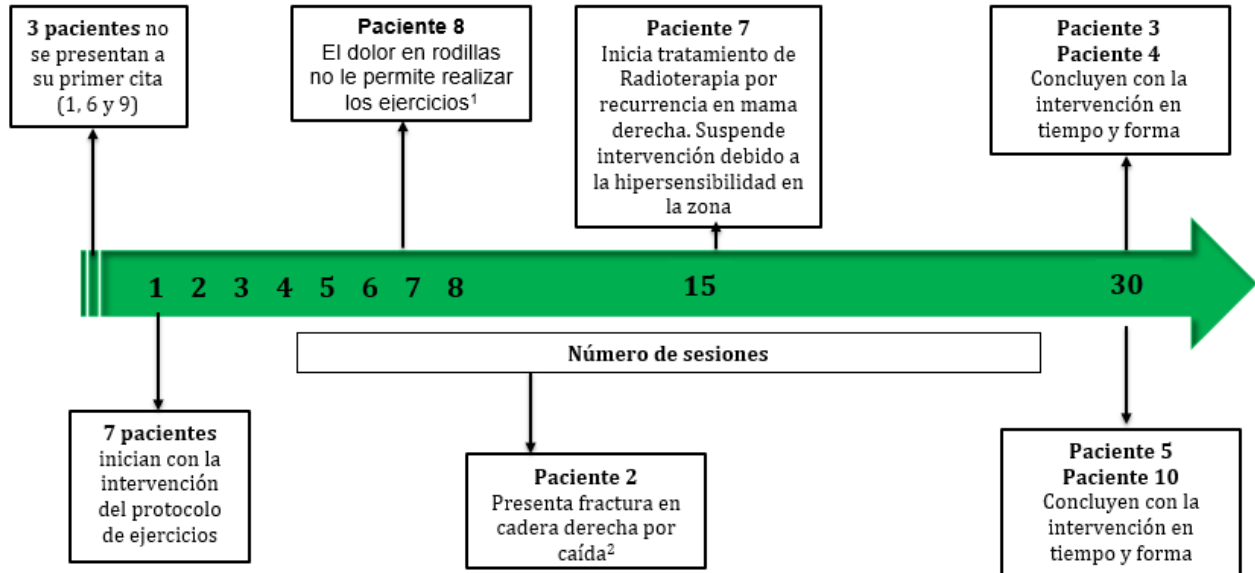 3 pacientes no
se presentan a
su primer cita
(1, 6 y 9)
Paciente 8
El dolor en rodillas
no le permite realizar
los ejercicios¹
Paciente 7
Inicia tratamiento de
Radioterapia por
recurrencia en mama
derecha. Suspende
intervención debido a
la hipersensibilidad en
la zona
Paciente 3
Paciente 4
Concluyen con la
intervención en
tiempo y forma
1 2 3 4 5 6 7 8 15 30
Número de sesiones
7 pacientes
inician con la
intervención
del protocolo
de ejercicios
Paciente 2
Presenta fractura en
cadera derecha por
caída²
Paciente 5
Paciente 10
Concluyen con la
intervención en
tiempo y forma